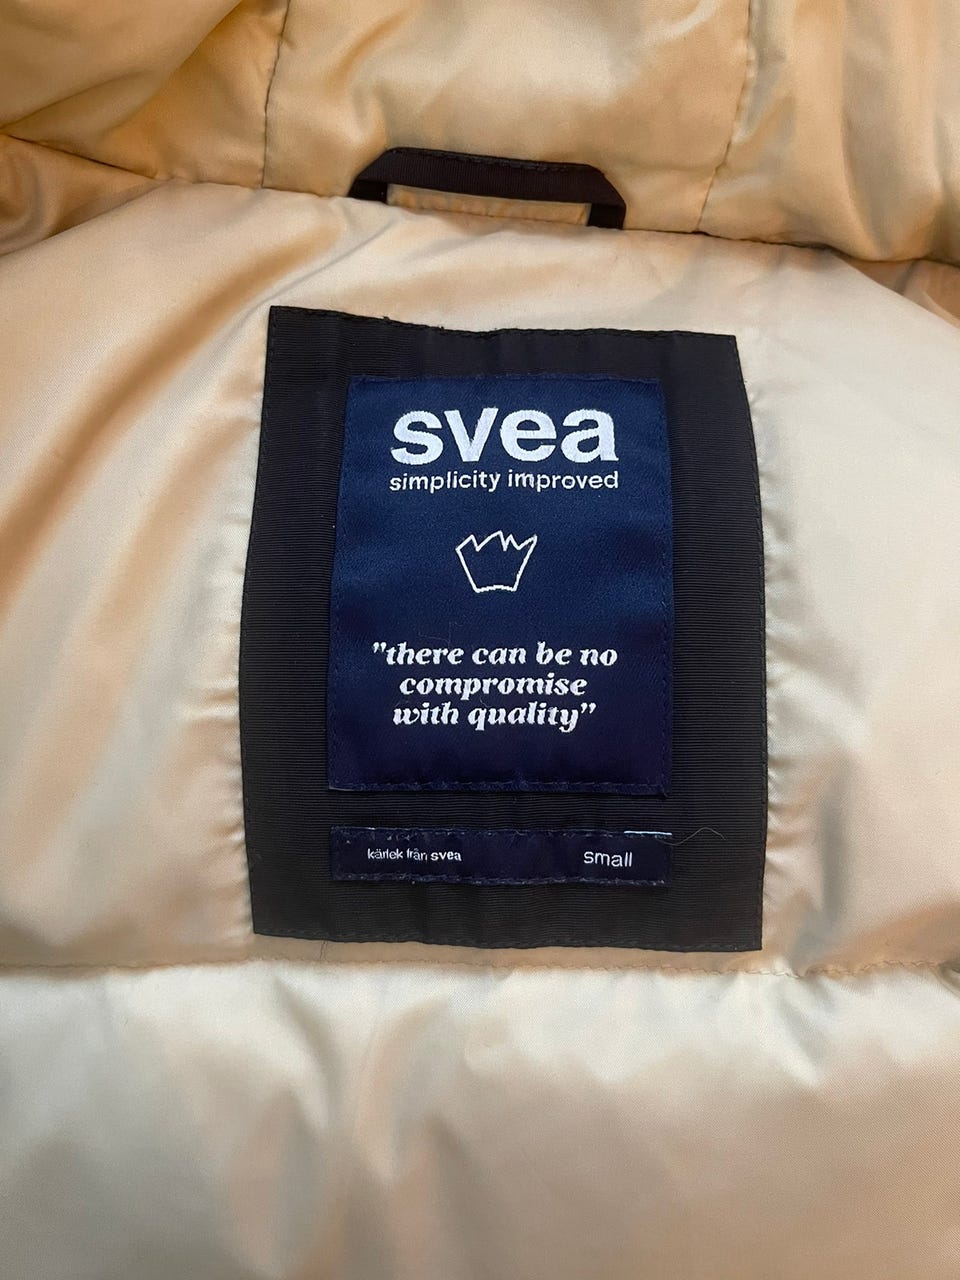 svea
simplicity improved
"there can be no
compromise
with quality"
kärlek från svea
small